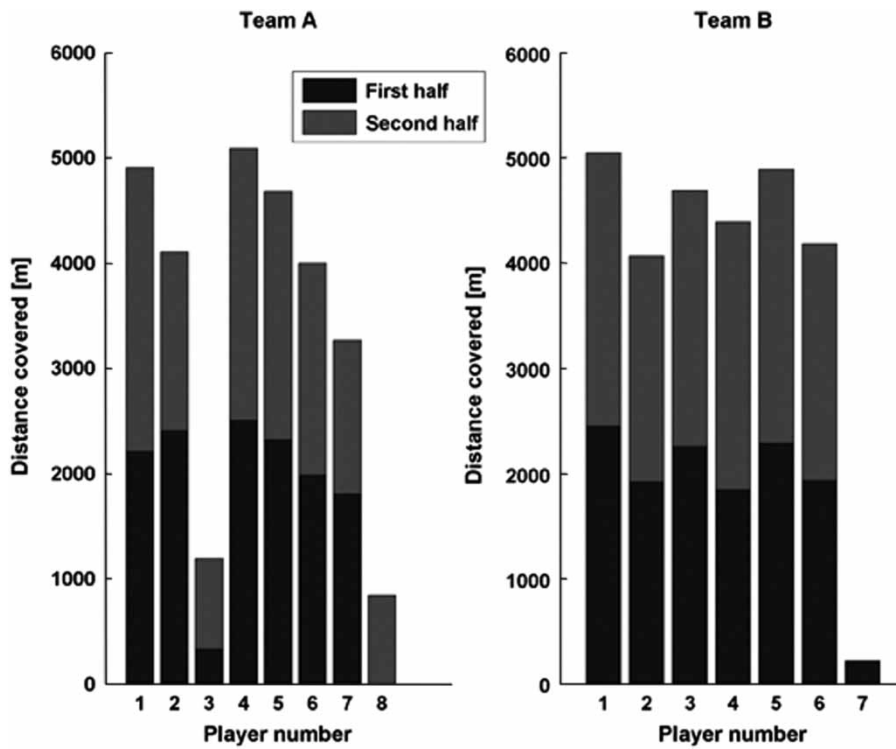 Team A
6000
5000
4000
3000
2000
1000
0
Distance covered [m]
1 2 3 4 5 6 7 8
Player number
First half
Second half
Team B
6000
5000
4000
3000
2000
1000
0
Distance covered [m]
1 2 3 4 5 6 7
Player number